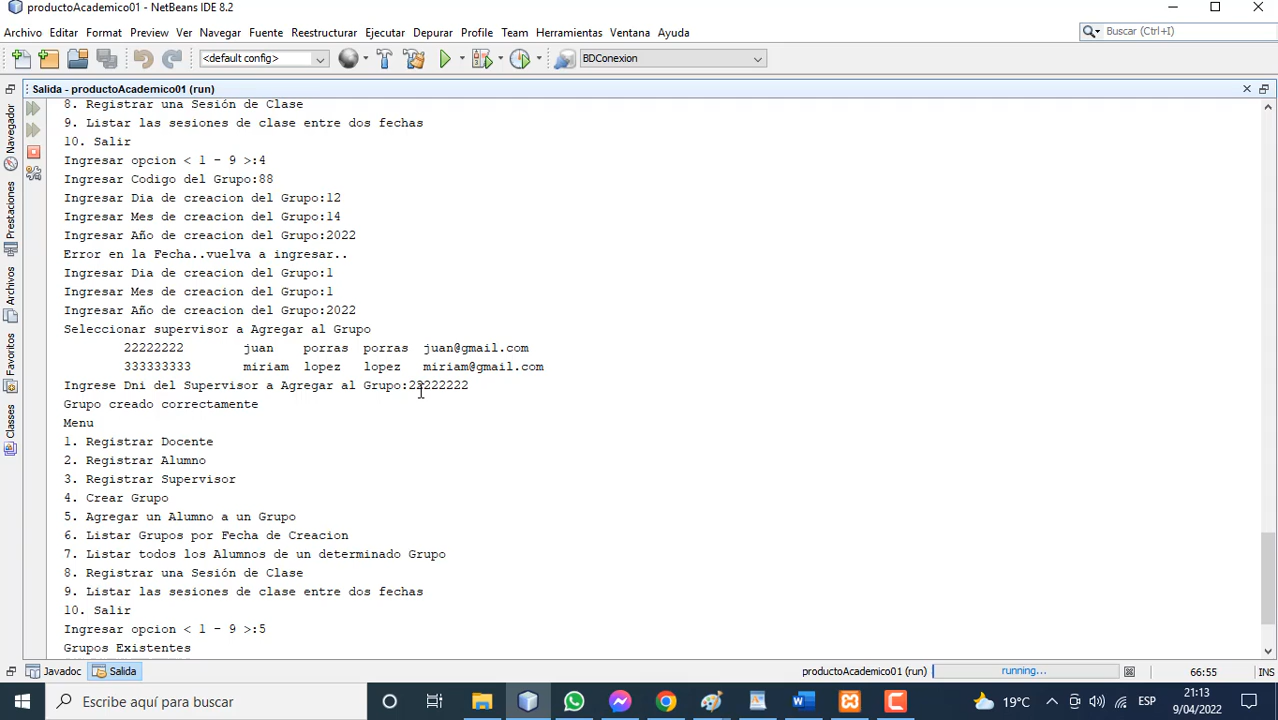 productoAcademico01 - NetBeans IDE 8.2
Archivo Editar Format Preview Ver Navegar Fuente Reestructurar Ejecutar Depurar Profile Team Herramientas Ventana Ayuda
Buscar (Ctrl+I)
<default config>
BDConexion
Salida - productoAcademico01 (run)
8. Registrar una Sesión de Clase
9. Listar las sesiones de clase entre dos fechas
10. Salir
Ingresar opcion < 1 - 9 >:4
Ingresar Codigo del Grupo:88
Ingresar Dia de creacion del Grupo:12
Ingresar Mes de creacion del Grupo:14
Ingresar Año de creacion del Grupo:2022
Error en la Fecha..vuelva a ingresar..
Ingresar Dia de creacion del Grupo:1
Ingresar Mes de creacion del Grupo:1
Ingresar Año de creacion del Grupo:2022
Seleccionar supervisor a Agregar al Grupo
22222222 juan porras porras juan@gmail.com
333333333 miriam lopez lopez miriam@gmail.com
Ingrese Dni del Supervisor a Agregar al Grupo:22222222
Grupo creado correctamente
Menu
1. Registrar Docente
2. Registrar Alumno
3. Registrar Supervisor
4. Crear Grupo
5. Agregar un Alumno a un Grupo
6. Listar Grupos por Fecha de Creacion
7. Listar todos los Alumnos de un determinado Grupo
8. Registrar una Sesión de Clase
9. Listar las sesiones de clase entre dos fechas
10. Salir
Ingresar opcion < 1 - 9 >:5
Grupos Existentes
Navegador
Prestaciones
Archivos
Favoritos
Classes
Javadoc
Salida
productoAcademico01 (run)
running...
66:55
INS
Escribe aquí para buscar
19°C
ESP
21:13
9/04/2022